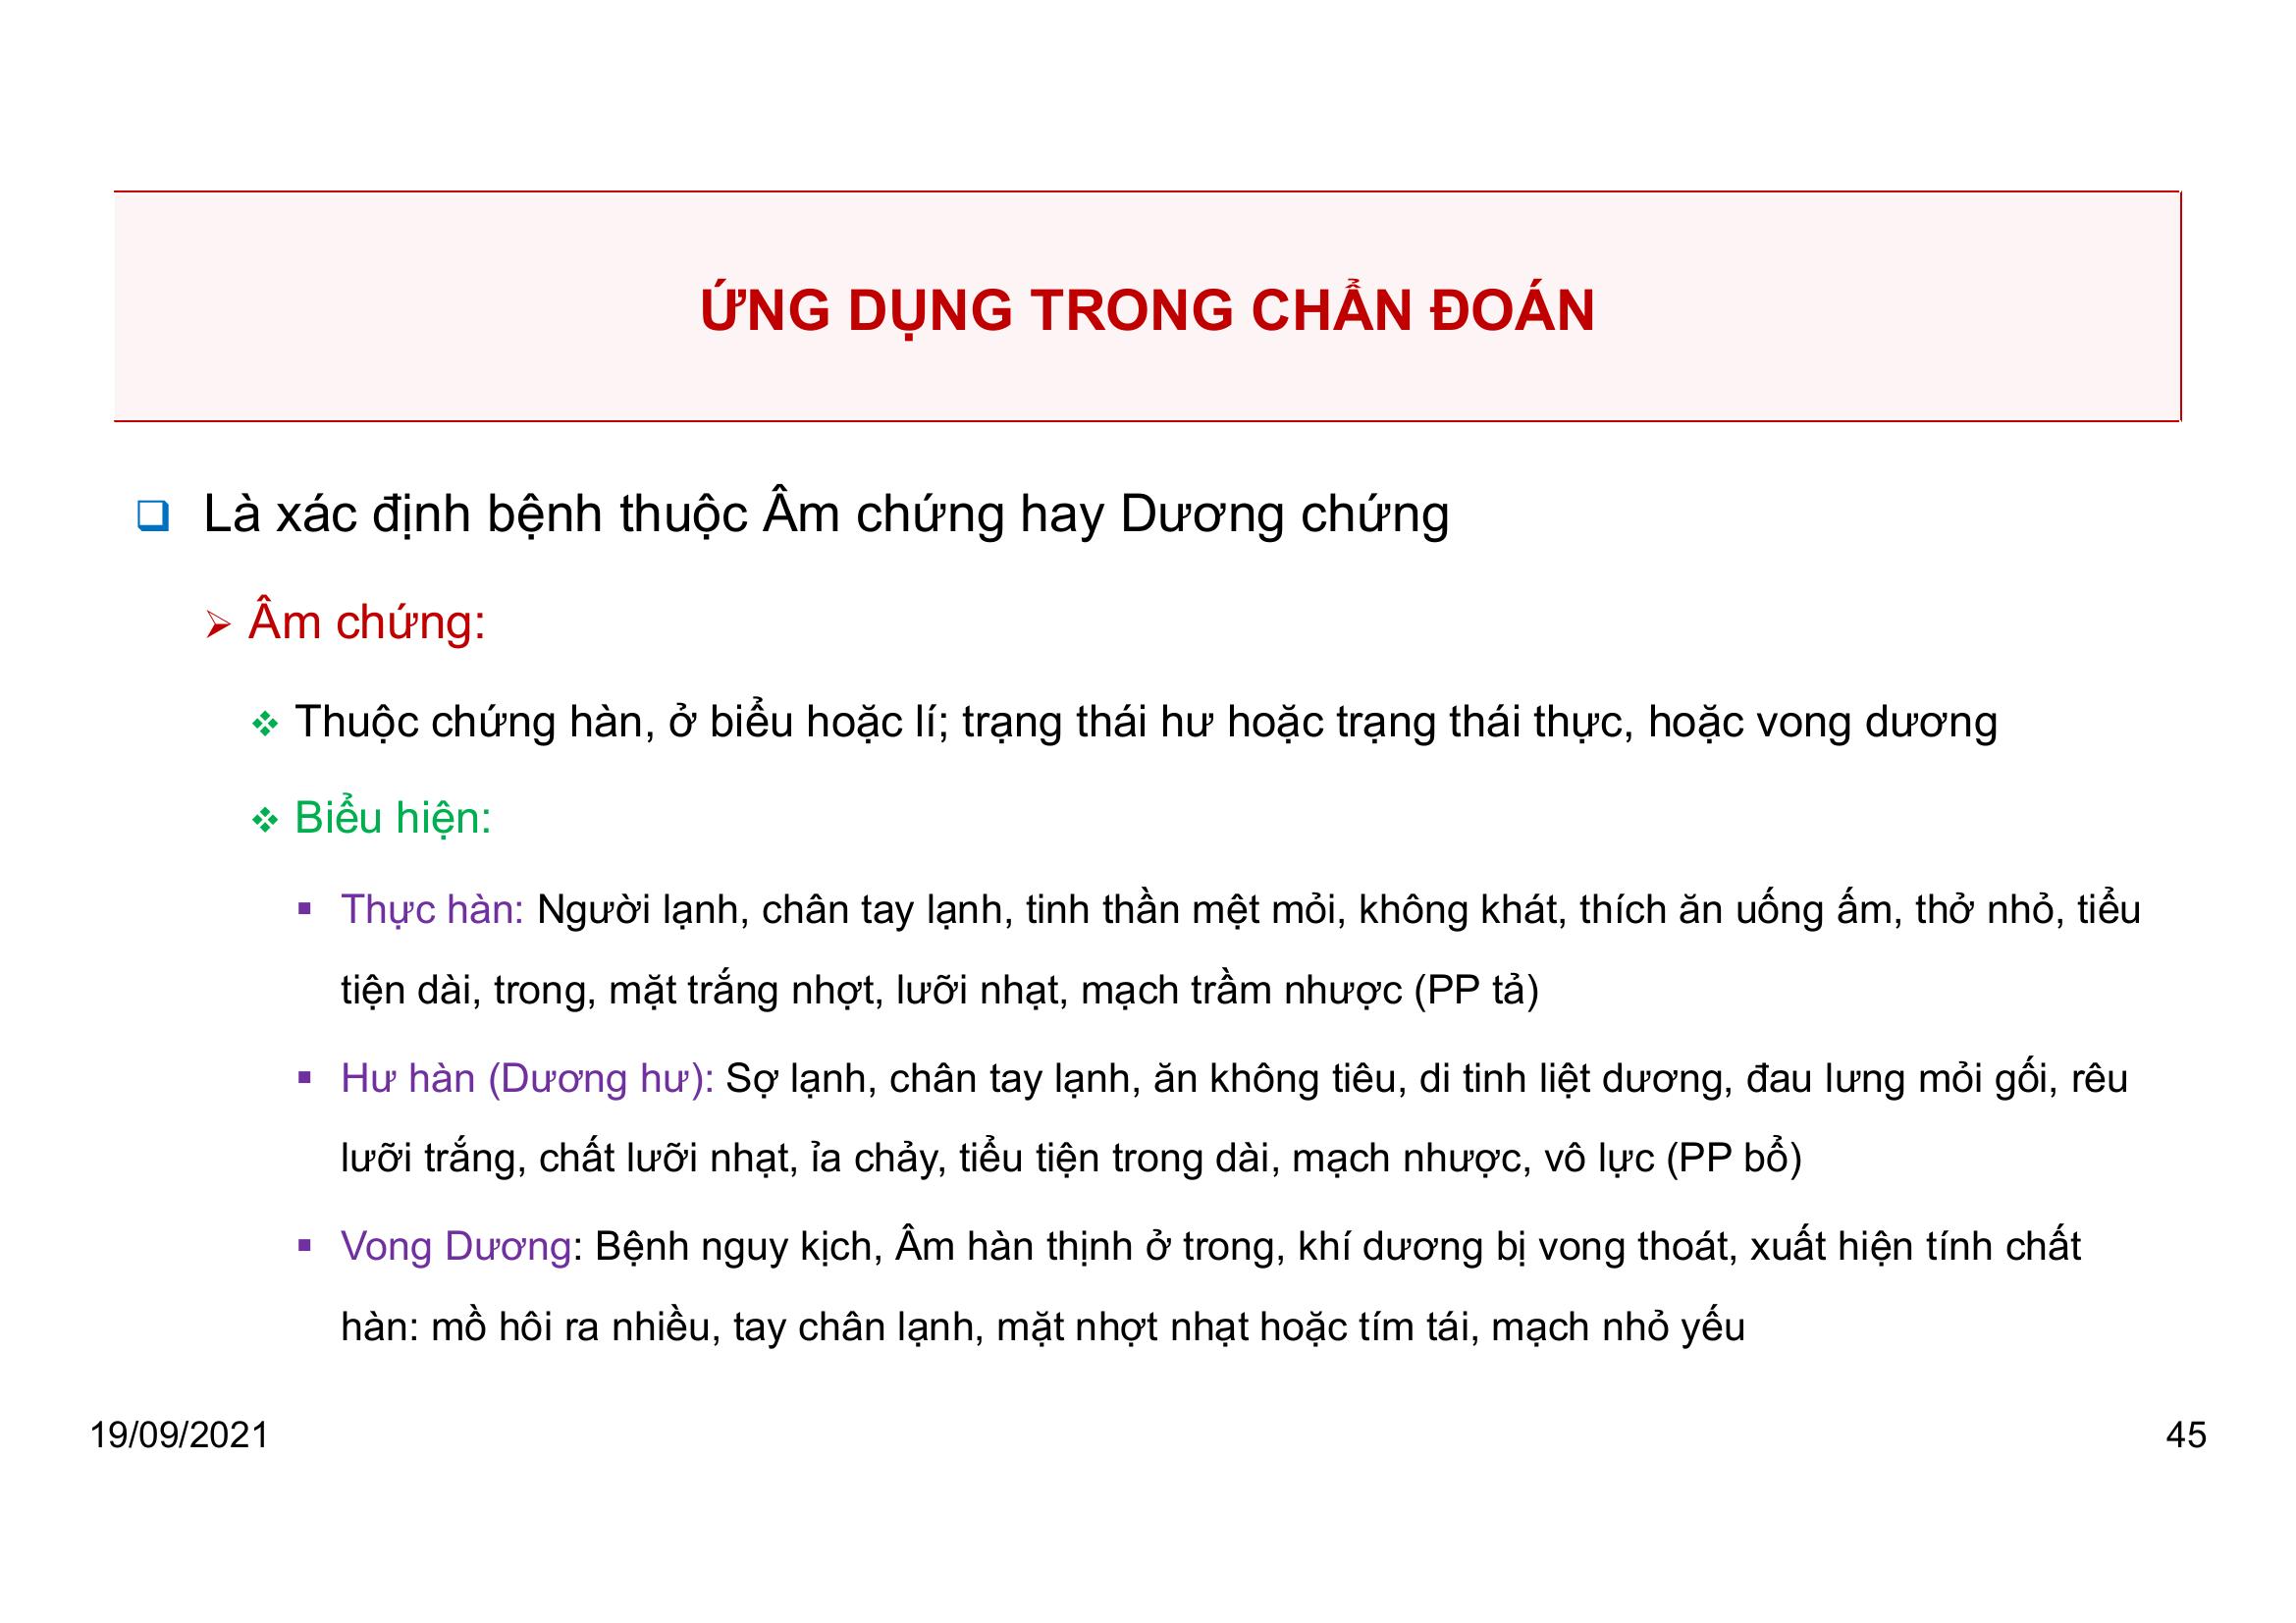 ỨNG DỤNG TRONG CHẨN ĐOÁN
Là xác định bệnh thuộc Âm chứng hay Dương chứng
Âm chứng:
Thuộc chứng hàn, ở biểu hoặc lí; trạng thái hư hoặc trạng thái thực, hoặc vong dương
Biểu hiện:
Thực hàn: Người lạnh, chân tay lạnh, tinh thần mệt mỏi, không khát, thích ăn uống ấm, thở nhỏ, tiểu
tiện dài, trong, mặt trắng nhợt, lưỡi nhạt, mạch trầm nhược (PP tả)
Hư hàn (Dương hư): Sợ lạnh, chân tay lạnh, ăn không tiêu, di tinh liệt dương, đau lưng mỏi gối, rêu
lưỡi trắng, chất lưỡi nhạt, ỉa chảy, tiểu tiện trong dài, mạch nhược, vô lực (PP bổ)
Vong Dương: Bệnh nguy kịch, Âm hàn thịnh ở trong, khí dương bị vong thoát, xuất hiện tính chất
hàn: mồ hôi ra nhiều, tay chân lạnh, mặt nhợt nhạt hoặc tím tái, mạch nhỏ yếu
19/09/2021
45